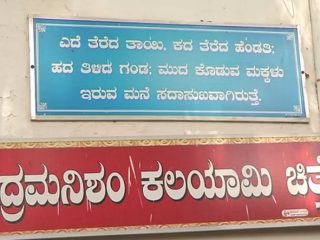 ಎದೆ ತೆರೆದ ತಾಯಿ, ಕದ ತೆರೆದ ಹೆಂಡತಿ;
ಹದ ತಿಳಿದ ಗಂಡ; ಮುದ ಕೊಡುವ ಮಕ್ಕಳು
ಇರುವ ಮನೆ ಸದಾಸುಖವಾಗಿರುತ್ತೆ.
ದ್ರಮನಿಶಂ ಕಲಯಾಮಿ ಚಿತ್ತೆ